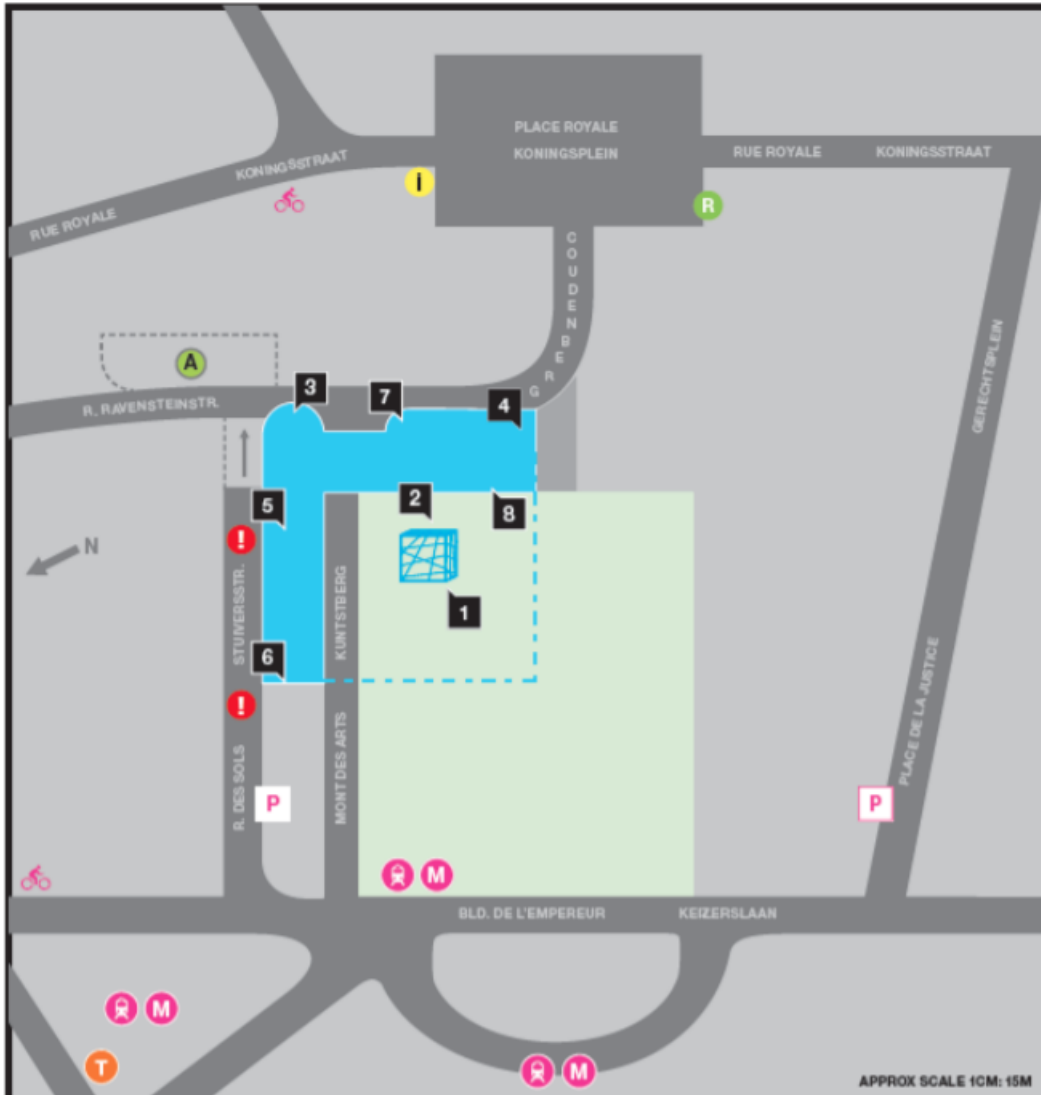 PLACE ROYALE
KONINGSPLEIN
RUE ROYALE
KONINGSSTRAAT
KONINGSSTRAAT
RUE ROYALE
i
R
COUDENBERG
A
R. RAVENSTEINSTR.
3
7
4
GERECHTSPLEIN
PLACE DE LA JUSTICE
5
2
8
!
N
STUIVERSSTR.
KUNTSTBERG
1
6
!
R. DES SOLS
MONT DES ARTS
P
P
M
BLD. DE L'EMPEREUR
KEIZERSLAAN
M
T
M
APPROX SCALE 1CM: 15M